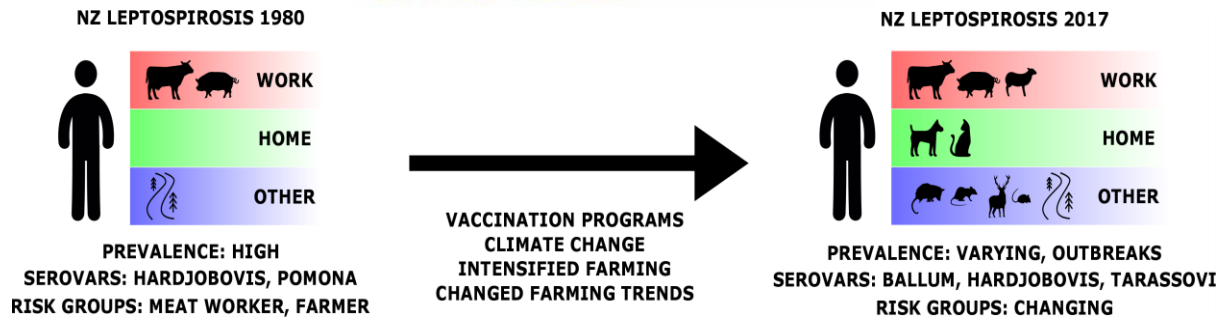 NZ LEPTOSPIROSIS 1980
WORK
HOME
OTHER
PREVALENCE: HIGH
SEROVARS: HARDJOBOVIS, POMONA
RISK GROUPS: MEAT WORKER, FARMER
VACCINATION PROGRAMS
CLIMATE CHANGE
INTENSIFIED FARMING
CHANGED FARMING TRENDS
NZ LEPTOSPIROSIS 2017
WORK
HOME
OTHER
PREVALENCE: VARYING, OUTBREAKS
SEROVARS: BALLUM, HARDJOBOVIS, TARASSOVI
RISK GROUPS: CHANGING